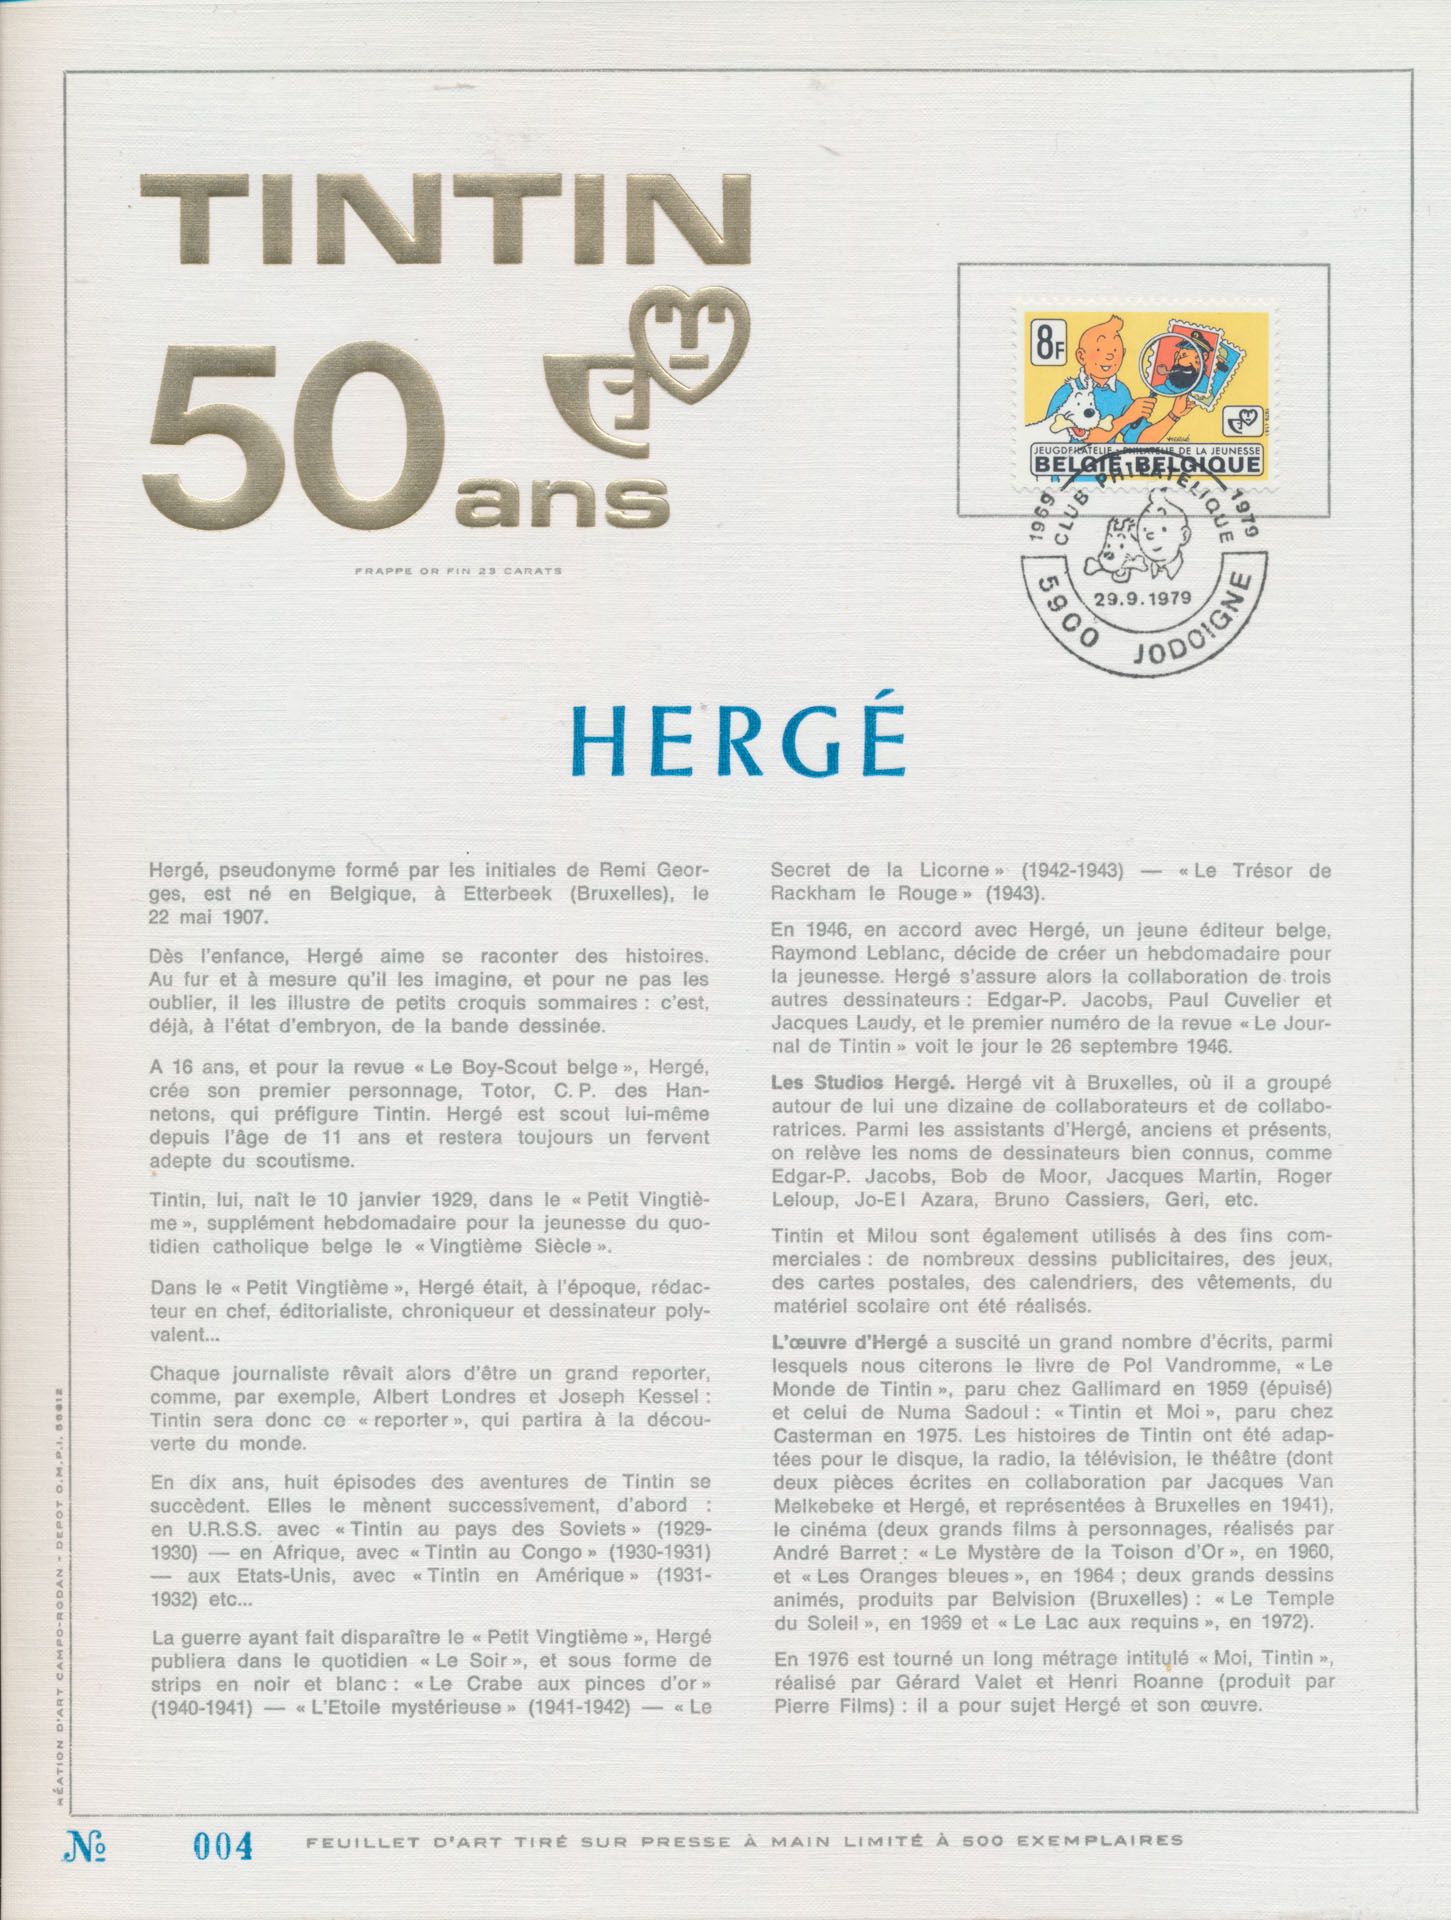 TINTIN
50 ans
FRAPPE OR FIN 23 CARATS
8F
HERGÉ
JEUGDFILATELIE - PHILATELIE DE LA JEUNESSE
BELGIË-BELGIQUE
1969 CLUB PHILATELIQUE 1979
29.9.1979
5900 JODOIGNE
HERGÉ
Hergé, pseudonyme formé par les initiales de Remi Geor-
ges, est né en Belgique, à Etterbeek (Bruxelles), le
22 mai 1907.
Dès l'enfance, Hergé aime se raconter des histoires.
Au fur et à mesure qu'il les imagine, et pour ne pas les
oublier, il les illustre de petits croquis sommaires : c'est,
déjà, à l'état d'embryon, de la bande dessinée.
A 16 ans, et pour la revue « Le Boy-Scout belge », Hergé,
crée son premier personnage, Totor, C.P. des Han-
netons, qui préfigure Tintin. Hergé est scout lui-même
depuis l'âge de 11 ans et restera toujours un fervent
adepte du scoutisme.
Tintin, lui, naît le 10 janvier 1929, dans le « Petit Vingtiè-
me », supplément hebdomadaire pour la jeunesse du quo-
tidien catholique belge le « Vingtième Siècle ».
Dans le « Petit Vingtième », Hergé était, à l'époque, rédac-
teur en chef, éditorialiste, chroniqueur et dessinateur poly-
valent...
Chaque journaliste rêvait alors d'être un grand reporter,
comme, par exemple, Albert Londres et Joseph Kessel :
Tintin sera donc ce « reporter », qui partira à la décou-
verte du monde.
En dix ans, huit épisodes des aventures de Tintin se
succèdent. Elles le mènent successivement, d'abord :
en U.R.S.S. avec « Tintin au pays des Soviets » (1929-
1930) — en Afrique, avec « Tintin au Congo » (1930-1931)
— aux Etats-Unis, avec « Tintin en Amérique » (1931-
1932) etc...
La guerre ayant fait disparaître le « Petit Vingtième », Hergé
publiera dans le quotidien « Le Soir », et sous forme de
strips en noir et blanc : « Le Crabe aux pinces d'or »
(1940-1941) — « L'Etoile mystérieuse » (1941-1942) — « Le
Secret de la Licorne » (1942-1943) — « Le Trésor de
Rackham le Rouge » (1943).
En 1946, en accord avec Hergé, un jeune éditeur belge,
Raymond Leblanc, décide de créer un hebdomadaire pour
la jeunesse. Hergé s'assure alors la collaboration de trois
autres dessinateurs : Edgar-P. Jacobs, Paul Cuvelier et
Jacques Laudy, et le premier numéro de la revue « Le Jour-
nal de Tintin » voit le jour le 26 septembre 1946.
Les Studios Hergé. Hergé vit à Bruxelles, où il a groupé
autour de lui une dizaine de collaborateurs et de collabo-
ratrices. Parmi les assistants d'Hergé, anciens et présents,
on relève les noms de dessinateurs bien connus, comme
Edgar-P. Jacobs, Bob de Moor, Jacques Martin, Roger
Leloup, Jo-El Azara, Bruno Cassiers, Geri, etc.
Tintin et Milou sont également utilisés à des fins com-
merciales : de nombreux dessins publicitaires, des jeux,
des cartes postales, des calendriers, des vêtements, du
matériel scolaire ont été réalisés.
L'œuvre d'Hergé a suscité un grand nombre d'écrits, parmi
lesquels nous citerons le livre de Pol Vandromme, « Le
Monde de Tintin », paru chez Gallimard en 1959 (épuisé)
et celui de Numa Sadoul : « Tintin et Moi », paru chez
Casterman en 1975. Les histoires de Tintin ont été adap-
tées pour le disque, la radio, la télévision, le théâtre (dont
deux pièces écrites en collaboration par Jacques Van
Melkebeke et Hergé, et représentées à Bruxelles en 1941),
le cinéma (deux grands films à personnages, réalisés par
André Barret : « Le Mystère de la Toison d'Or », en 1960,
et « Les Oranges bleues », en 1964 ; deux grands dessins
animés, produits par Belvision (Bruxelles) : « Le Temple
du Soleil », en 1969 et « Le Lac aux requins », en 1972).
En 1976 est tourné un long métrage intitulé « Moi, Tintin »,
réalisé par Gérard Valet et Henri Roanne (produit par
Pierre Films) : il a pour sujet Hergé et son œuvre.
RÉATION D'ART CAMPO-RODAN - DEPOT O.M.P.I. 56612
No 004
FEUILLET D'ART TIRÉ SUR PRESSE À MAIN LIMITÉ À 500 EXEMPLAIRES